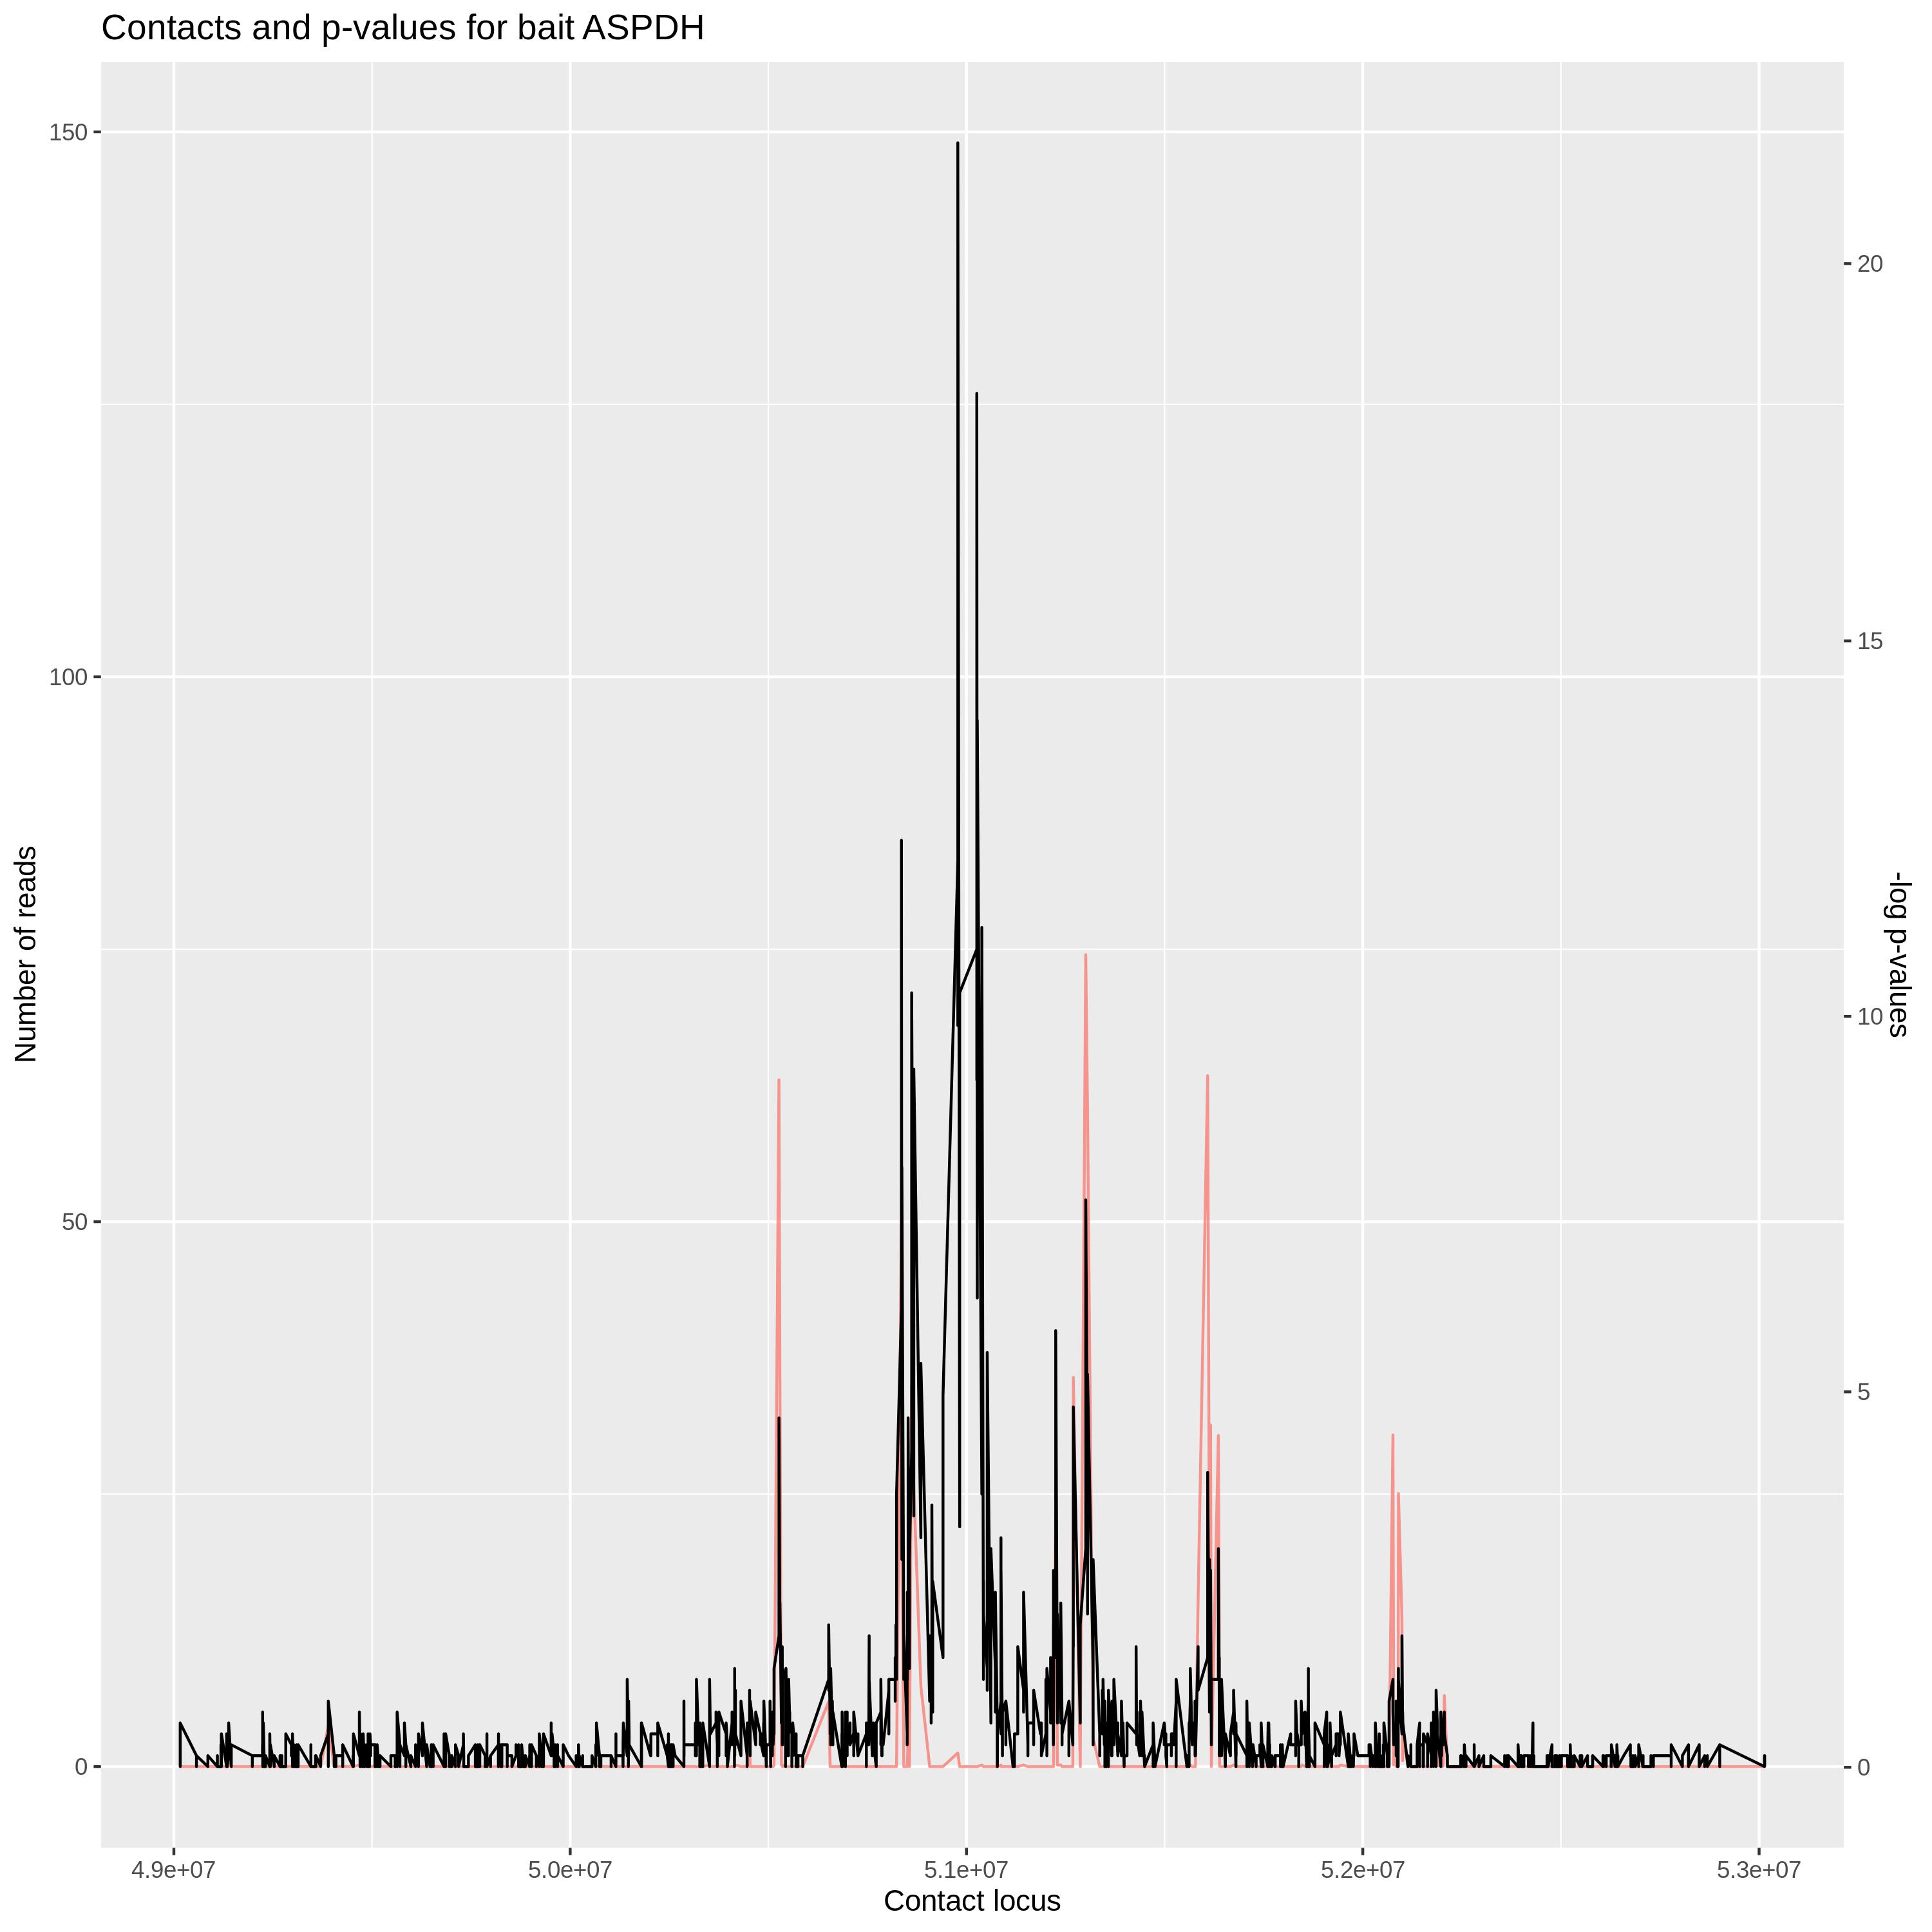 Contacts and p-values for bait ASPDH
150
100
50
0
Number of reads
20
15
10
5
0
-log p-values
4.9e+07
5.0e+07
5.1e+07
5.2e+07
5.3e+07
Contact locus